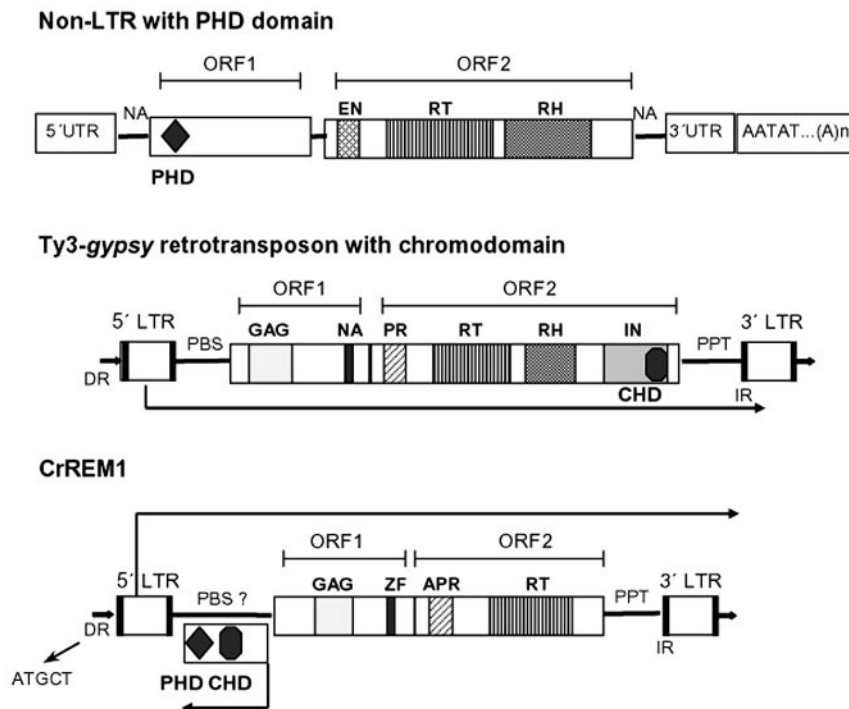 Non-LTR with PHD domain
ORF1 ORF2
NA EN RT RH NA
5´UTR 3´UTR AATAT...(A)n
PHD
Ty3-gypsy retrotransposon with chromodomain
ORF1 ORF2
5´ LTR 3´ LTR
PBS GAG NA PR RT RH IN PPT
DR CHD IR
CrREM1
ORF1 ORF2
5´ LTR 3´ LTR
PBS ? GAG ZF APR RT PPT
DR IR
ATGCT PHD CHD